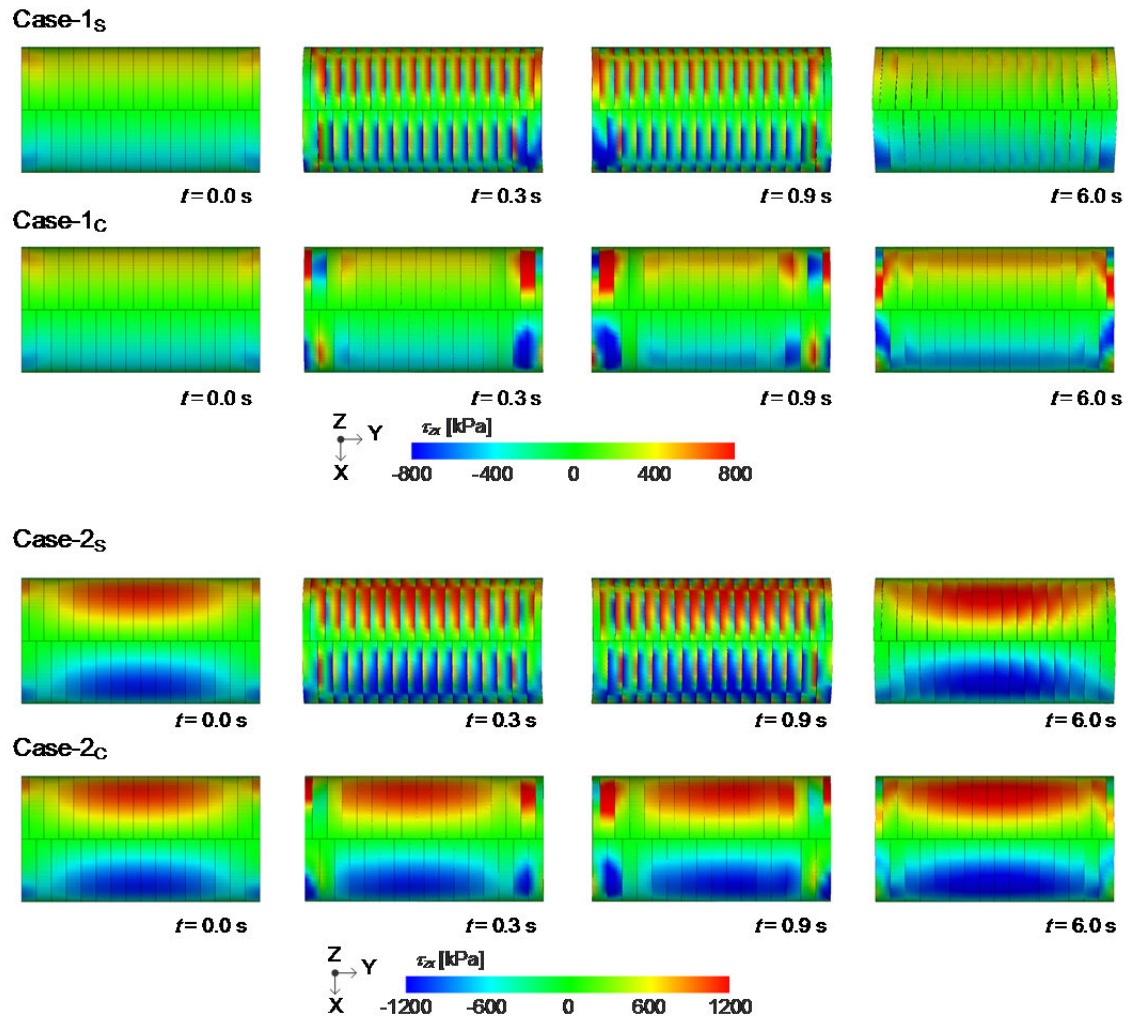 Case-1S
t = 0.0 s t = 0.3 s t = 0.9 s t = 6.0 s
Case-1C
t = 0.0 s t = 0.3 s t = 0.9 s t = 6.0 s
Z
Y
X
τzx [kPa]
-800 -400 0 400 800
Case-2S
t = 0.0 s t = 0.3 s t = 0.9 s t = 6.0 s
Case-2C
t = 0.0 s t = 0.3 s t = 0.9 s t = 6.0 s
Z
Y
X
τzx [kPa]
-1200 -600 0 600 1200